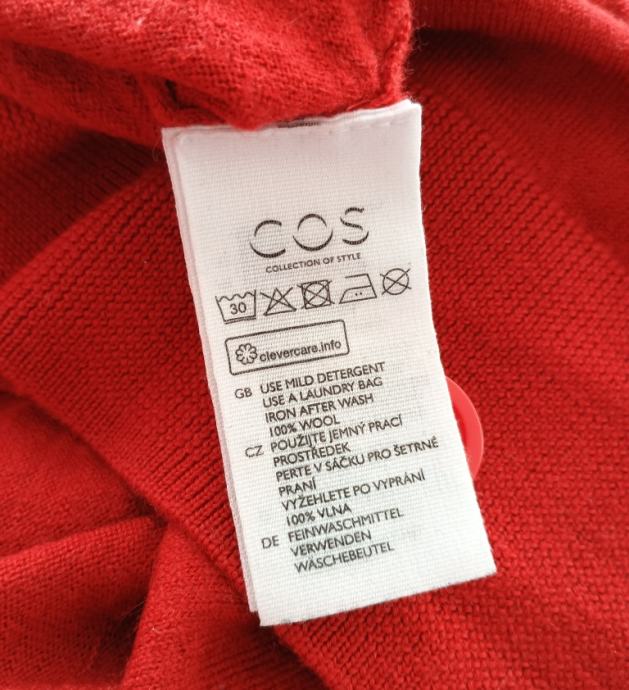 COS
COLLECTION OF STYLE
30
clevercare.info
GB USE MILD DETERGENT
USE A LAUNDRY BAG
IRON AFTER WASH
100% WOOL
CZ POUŽIJTE JEMNÝ PRACÍ
PROSTŘEDEK
PERTE V SÁČKU PRO ŠETRNÉ
PRANÍ
VYŽEHLETE PO VYPRÁNÍ
100% VLNA
DE FEINWASCHMITTEL
VERWENDEN
WÄSCHEBEUTEL